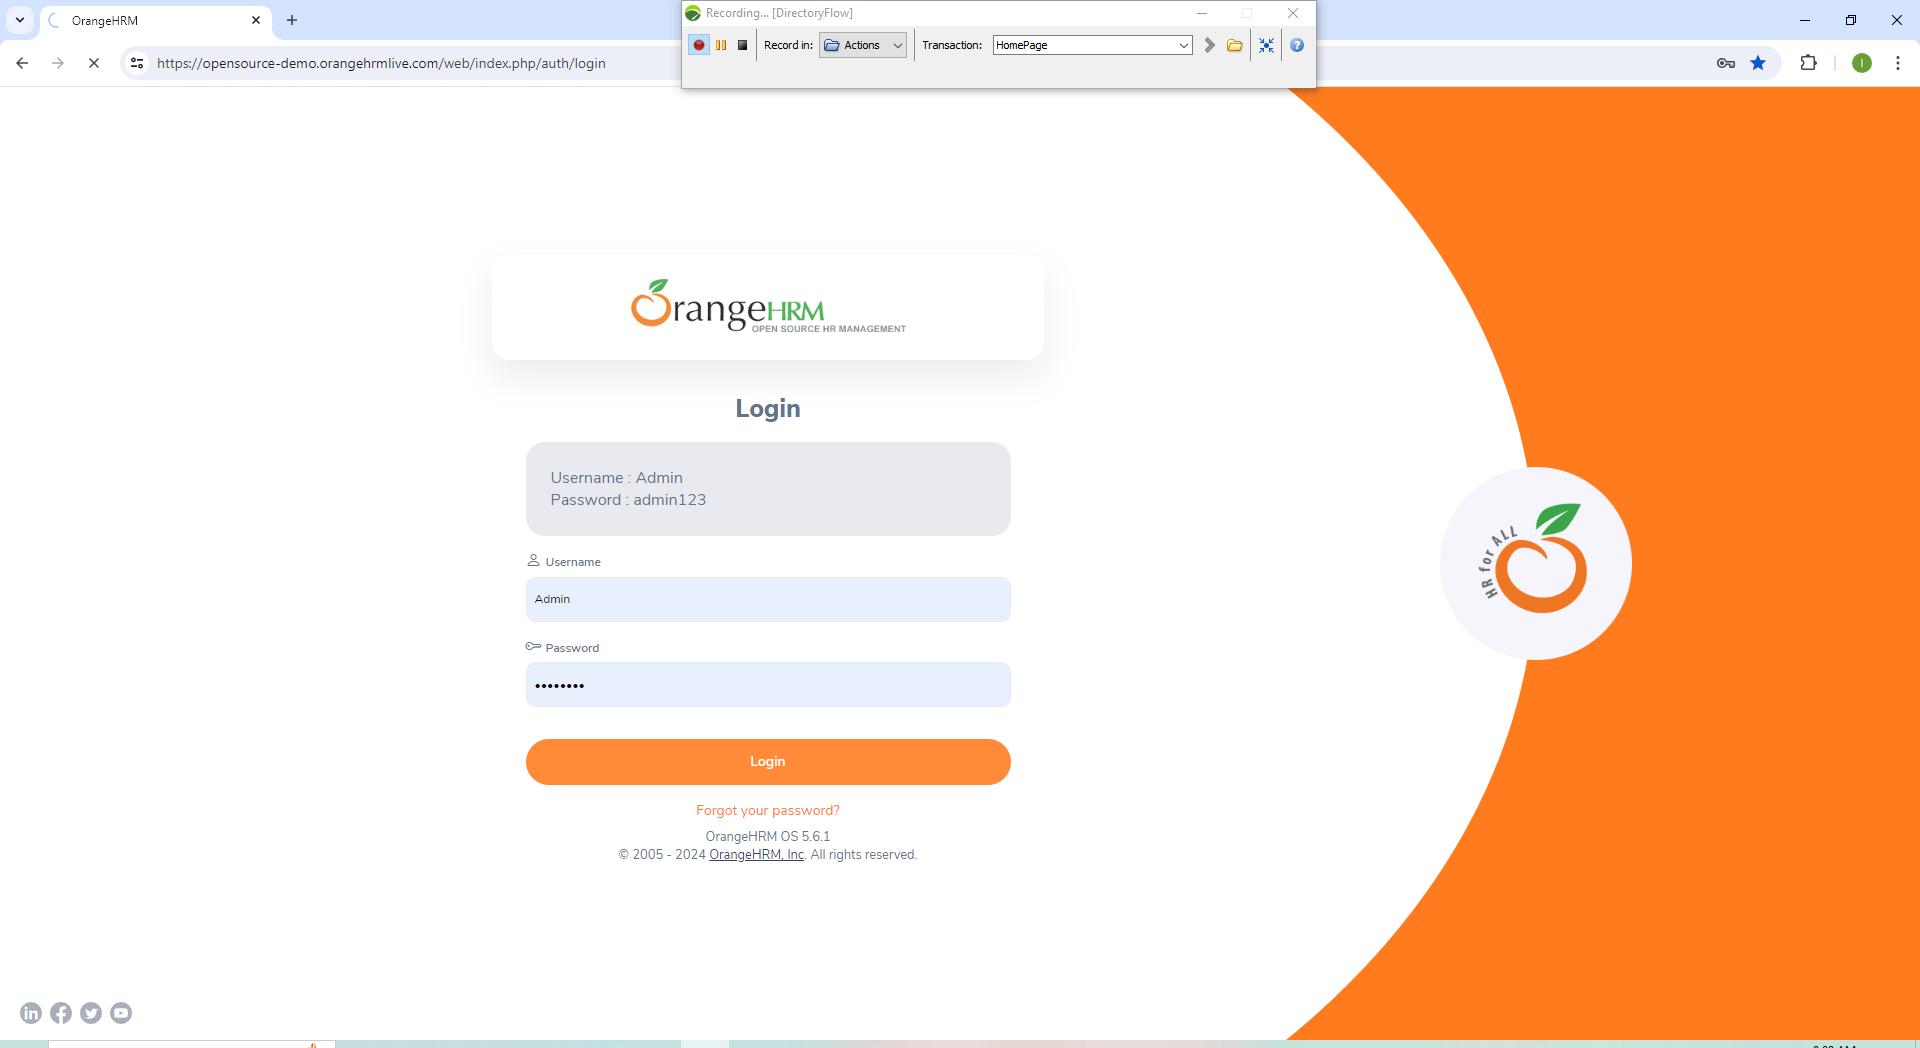 OrangeHRM
Recording... [DirectoryFlow]
Record in:
Actions
Transaction:
HomePage
https://opensource-demo.orangehrmlive.com/web/index.php/auth/login
I
OrangeHRM
OPEN SOURCE HR MANAGEMENT
Login
Username : Admin
Password : admin123
Username
Admin
Password
••••••••
Login
Forgot your password?
OrangeHRM OS 5.6.1
© 2005 - 2024 OrangeHRM, Inc. All rights reserved.
HR for ALL
in